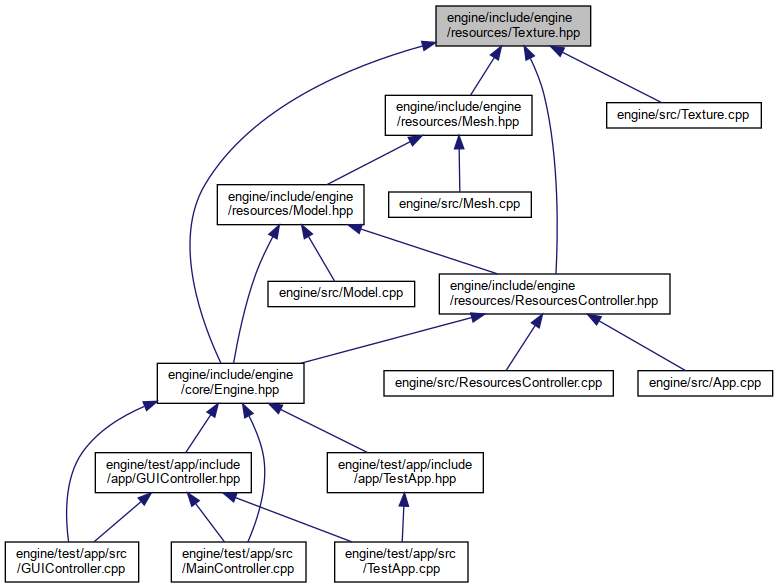 engine/include/engine
/resources/Texture.hpp
engine/include/engine
/resources/Mesh.hpp
engine/src/Texture.cpp
engine/include/engine
/resources/Model.hpp
engine/src/Mesh.cpp
engine/src/Model.cpp
engine/include/engine
/resources/ResourcesController.hpp
engine/include/engine
/core/Engine.hpp
engine/src/ResourcesController.cpp
engine/src/App.cpp
engine/test/app/include
/app/GUIController.hpp
engine/test/app/include
/app/TestApp.hpp
engine/test/app/src
/GUIController.cpp
engine/test/app/src
/MainController.cpp
engine/test/app/src
/TestApp.cpp